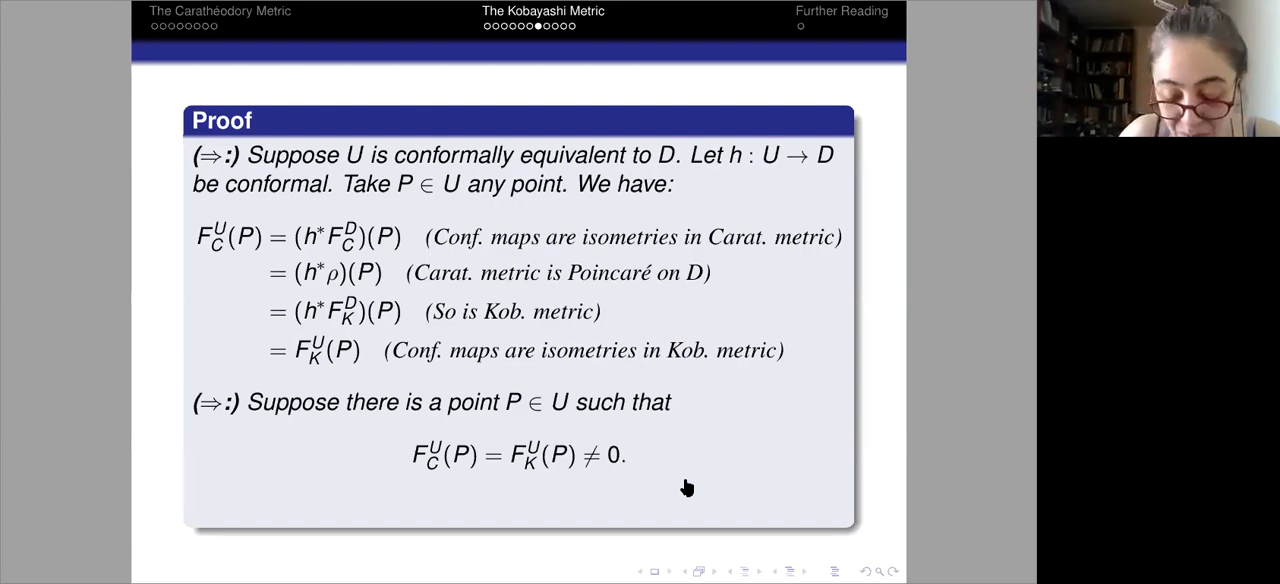 The Carathéodory Metric
The Kobayashi Metric
Further Reading
Proof
(⇒:) Suppose U is conformally equivalent to D. Let h : U → D
be conformal. Take P ∈ U any point. We have:
F_C^U(P) = (h*F_C^D)(P) (Conf. maps are isometries in Carat. metric)
= (h*ρ)(P) (Carat. metric is Poincaré on D)
= (h*F_K^D)(P) (So is Kob. metric)
= F_K^U(P) (Conf. maps are isometries in Kob. metric)
(⇒:) Suppose there is a point P ∈ U such that
F_C^U(P) = F_K^U(P) ≠ 0.